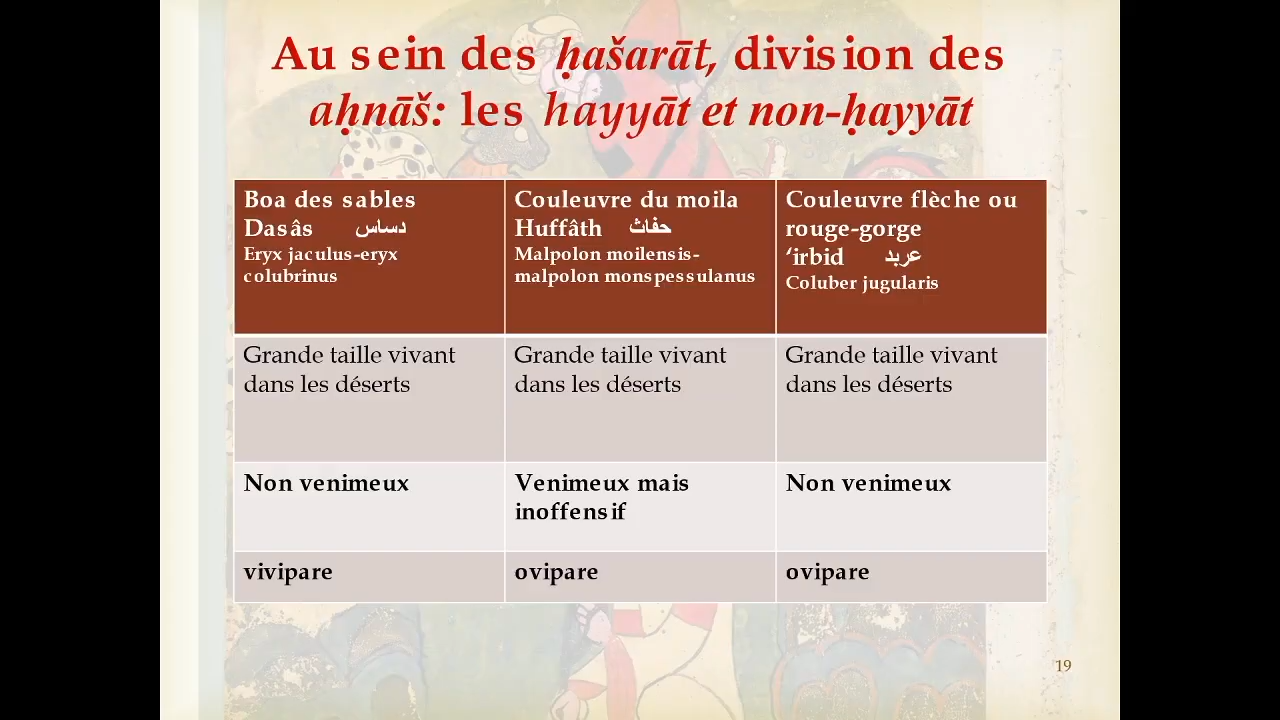 Au sein des ḥašarāt, division des
aḥnāš: les hayyāt et non-ḥayyāt
Boa des sables
Dasâs دساس
Eryx jaculus-eryx
colubrinus
Couleuvre du moila
Huffâth حفاث
Malpolon moilensis-
malpolon monspessulanus
Couleuvre flèche ou
rouge-gorge
‘irbid عربد
Coluber jugularis
Grande taille vivant
dans les déserts
Grande taille vivant
dans les déserts
Grande taille vivant
dans les déserts
Non venimeux
Venimeux mais
inoffensif
Non venimeux
vivipare
ovipare
ovipare
19